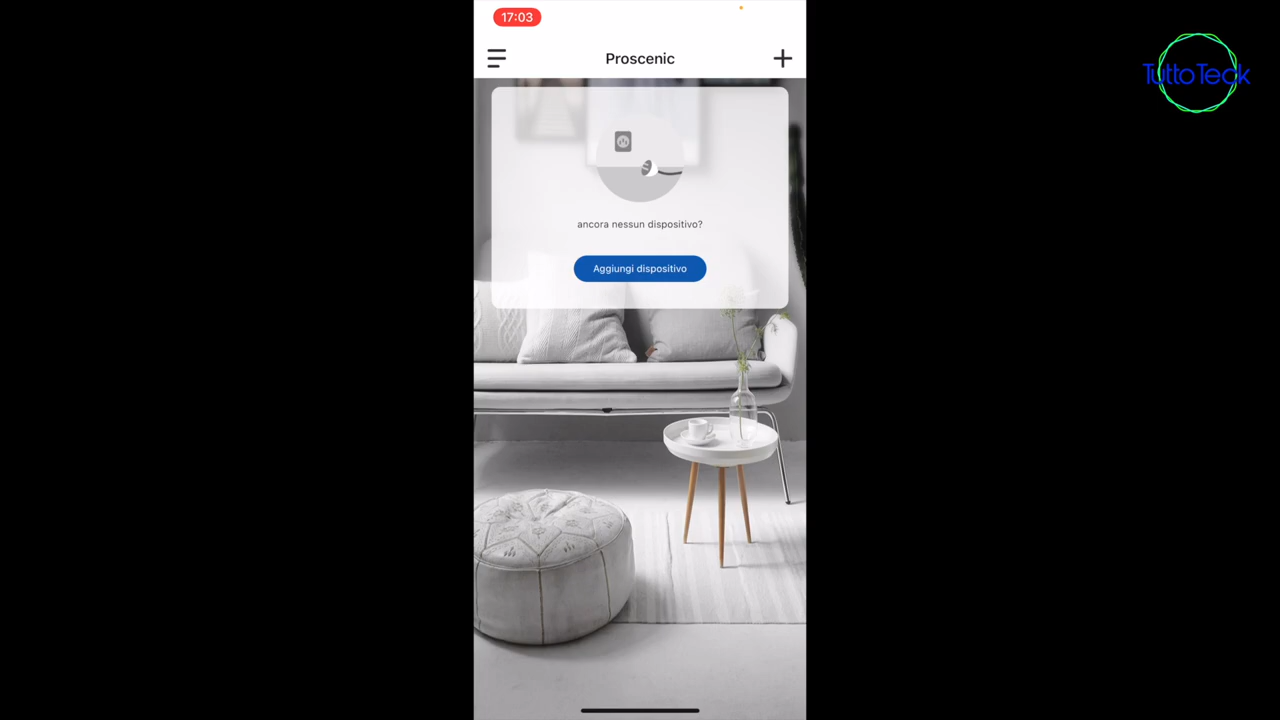 17:03
Proscenic
TuttoTeck
ancora nessun dispositivo?
Aggiungi dispositivo